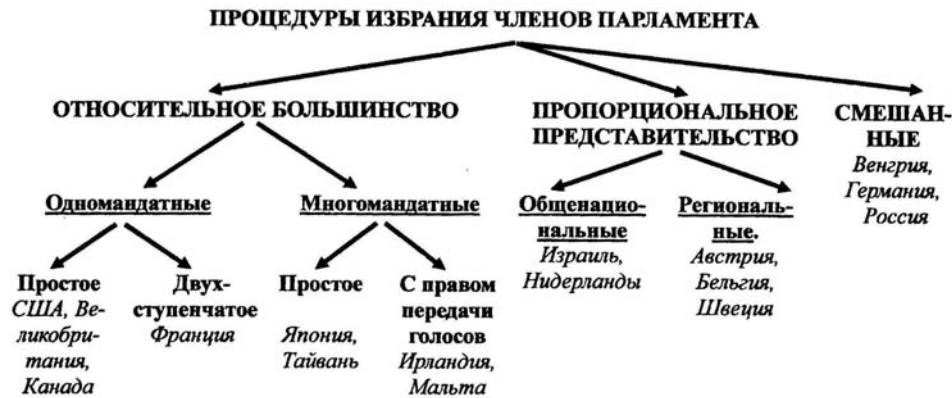 ПРОЦЕДУРЫ ИЗБРАНИЯ ЧЛЕНОВ ПАРЛАМЕНТА
ОТНОСИТЕЛЬНОЕ БОЛЬШИНСТВО
ПРОПОРЦИОНАЛЬНОЕ
ПРЕДСТАВИТЕЛЬСТВО
СМЕШАН-
НЫЕ
Венгрия,
Германия,
Россия
Одномандатные
Многомандатные
Общенацио-
нальные
Израиль,
Нидерланды
Региональ-
ные.
Австрия,
Бельгия,
Швеция
Простое
США, Ве-
ликобри-
тания,
Канада
Двух-
ступенчатое
Франция
Простое
Япония,
Тайвань
С правом
передачи
голосов
Ирландия,
Мальта